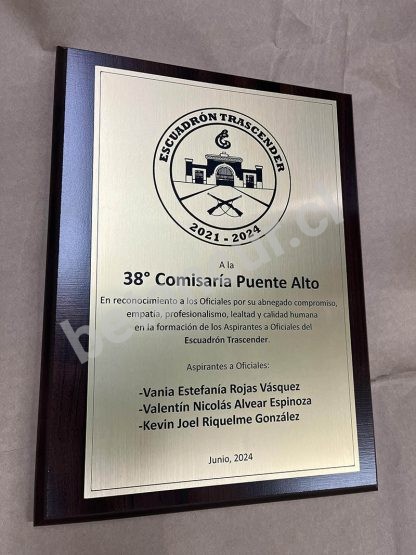 ESCUADRÓN TRASCENDER
2021 - 2024
A la
38° Comisaría Puente Alto
En reconocimiento a los Oficiales por su abnegado compromiso,
empatía, profesionalismo, lealtad y calidad humana
en la formación de los Aspirantes a Oficiales del
Escuadrón Trascender.
Aspirantes a Oficiales:
-Vania Estefanía Rojas Vásquez
-Valentín Nicolás Alvear Espinoza
-Kevin Joel Riquelme González
Junio, 2024